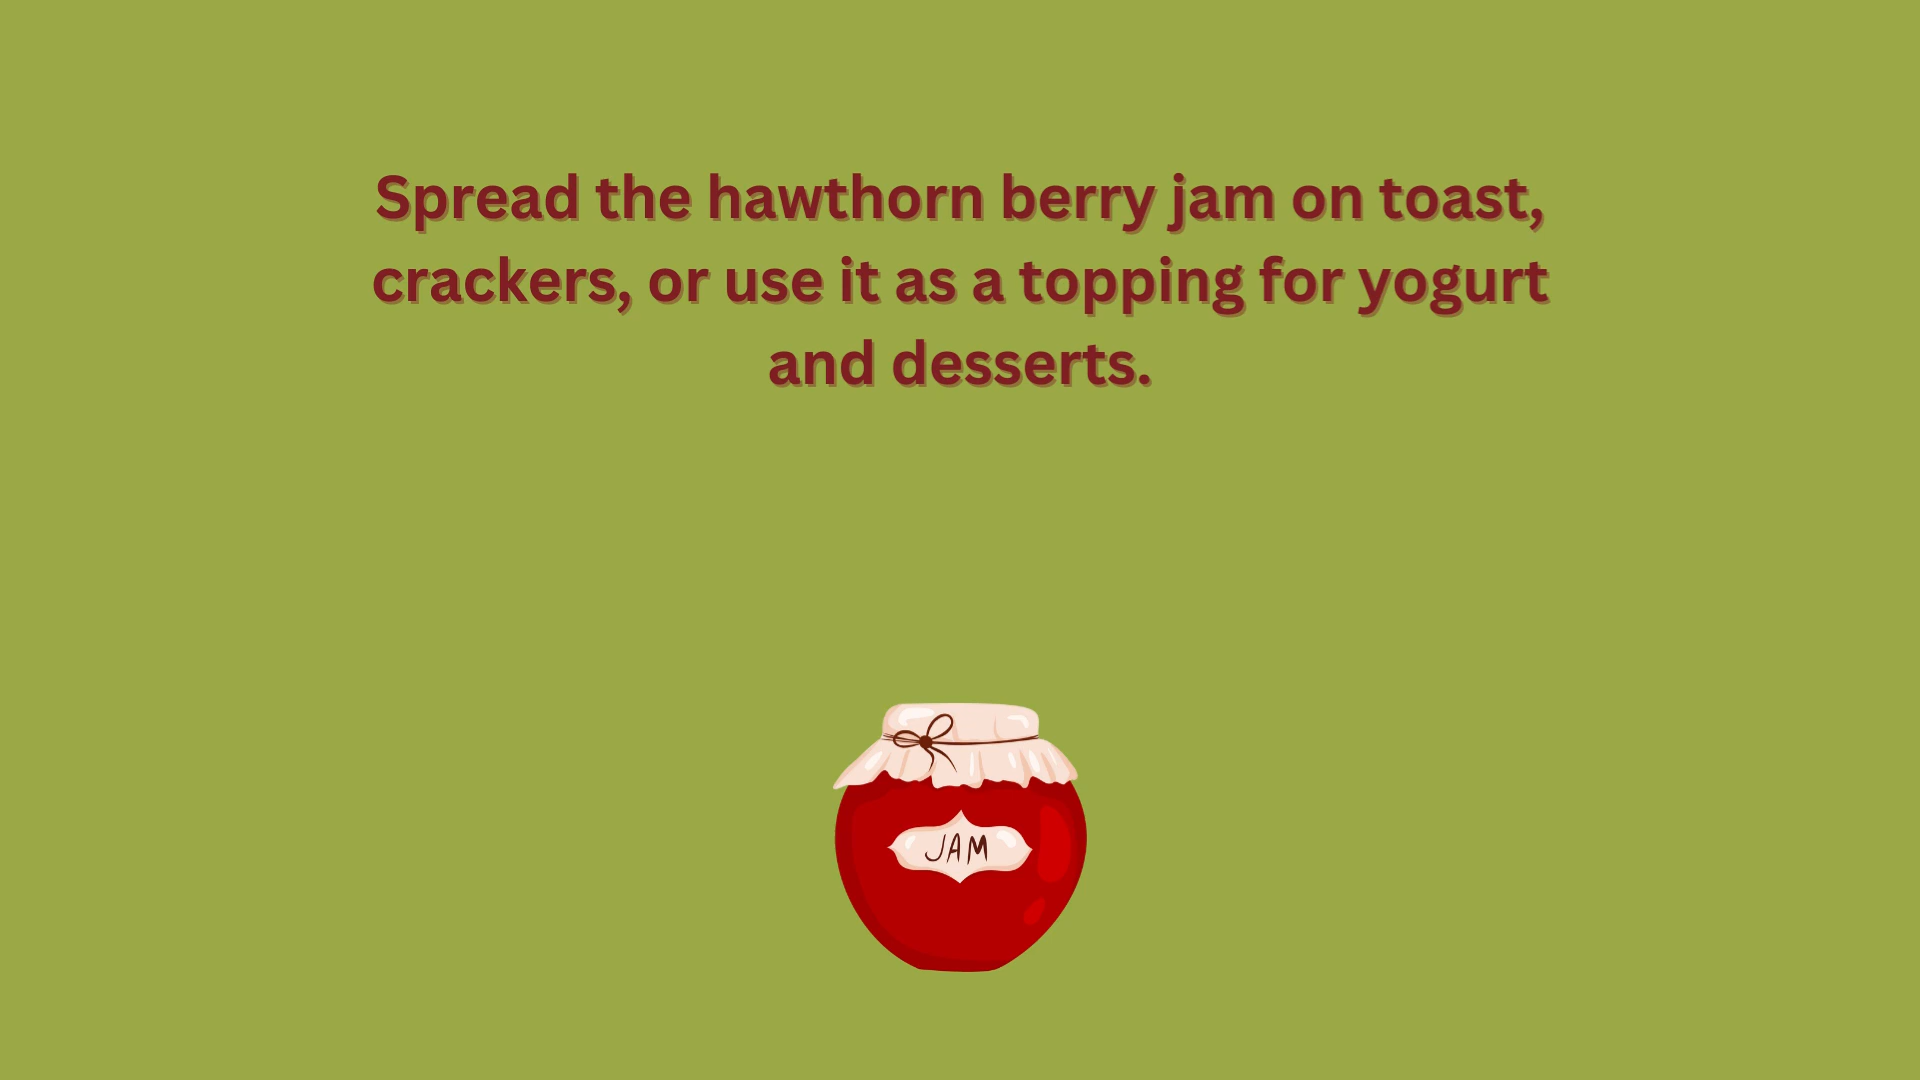 Spread the hawthorn berry jam on toast,
crackers, or use it as a topping for yogurt
and desserts.
JAM